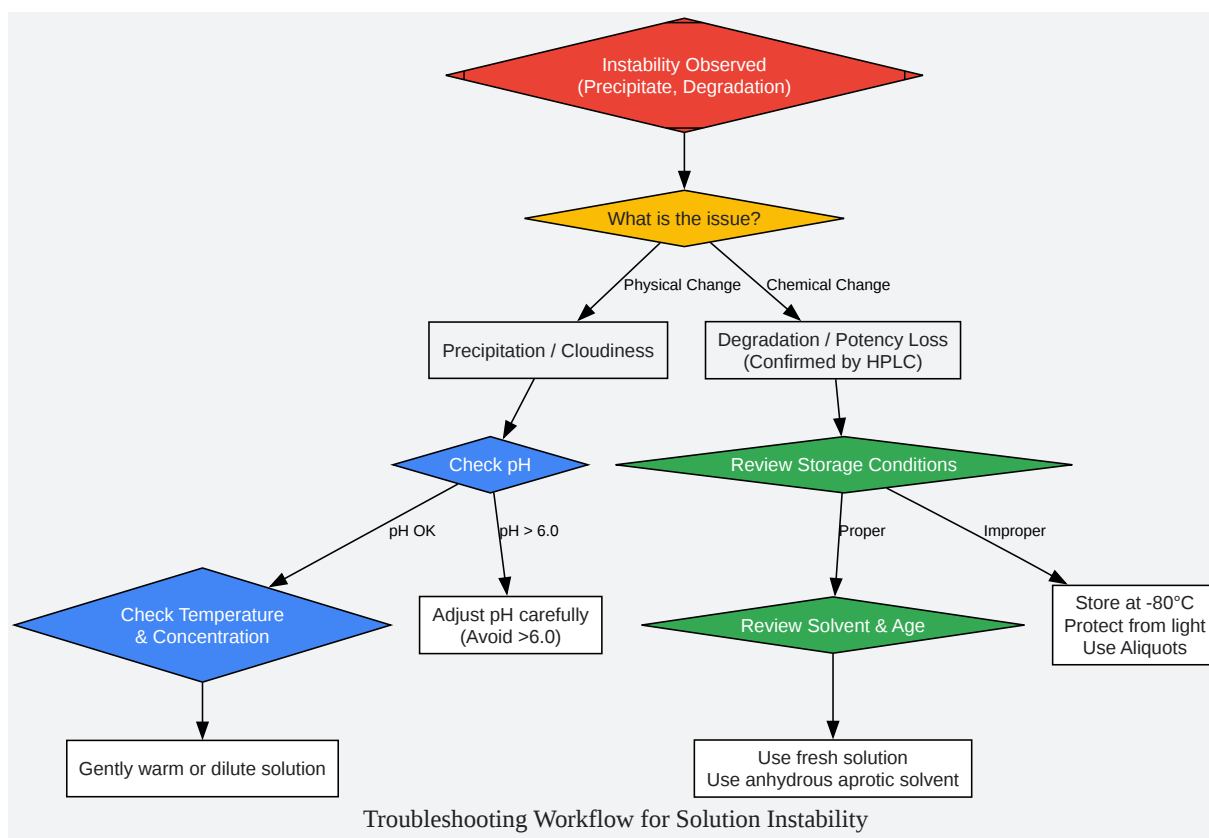 Instability Observed
(Precipitate, Degradation)
What is the issue?
Physical Change
Chemical Change
Precipitation / Cloudiness
Degradation / Potency Loss
(Confirmed by HPLC)
Check pH
Review Storage Conditions
pH OK
pH > 6.0
Proper
Improper
Check Temperature
& Concentration
Adjust pH carefully
(Avoid >6.0)
Review Solvent & Age
Store at -80°C
Protect from light
Use Aliquots
Gently warm or dilute solution
Use fresh solution
Use anhydrous aprotic solvent
Troubleshooting Workflow for Solution Instability